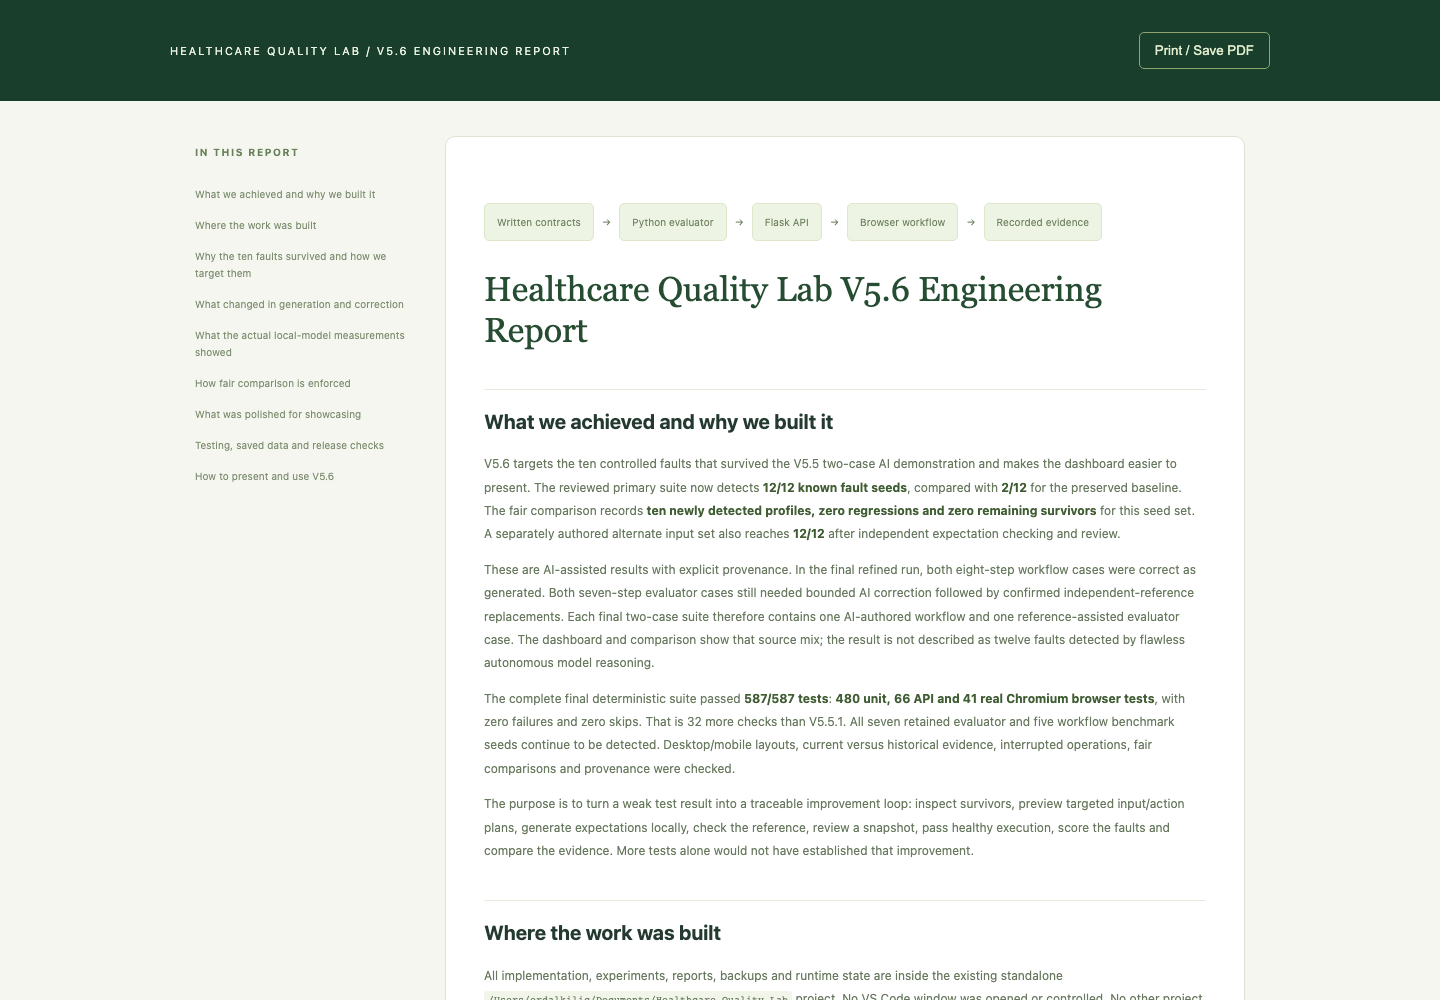 HEALTHCARE QUALITY LAB / V5.6 ENGINEERING REPORT
Print / Save PDF
IN THIS REPORT
What we achieved and why we built it
Where the work was built
Why the ten faults survived and how we
target them
What changed in generation and correction
What the actual local-model measurements
showed
How fair comparison is enforced
What was polished for showcasing
Testing, saved data and release checks
How to present and use V5.6
Written contracts → Python evaluator → Flask API → Browser workflow → Recorded evidence
Healthcare Quality Lab V5.6 Engineering
Report
What we achieved and why we built it
V5.6 targets the ten controlled faults that survived the V5.5 two-case AI demonstration and makes the dashboard easier to
present. The reviewed primary suite now detects 12/12 known fault seeds, compared with 2/12 for the preserved baseline.
The fair comparison records ten newly detected profiles, zero regressions and zero remaining survivors for this seed set.
A separately authored alternate input set also reaches 12/12 after independent expectation checking and review.
These are AI-assisted results with explicit provenance. In the final refined run, both eight-step workflow cases were correct as
generated. Both seven-step evaluator cases still needed bounded AI correction followed by confirmed independent-reference
replacements. Each final two-case suite therefore contains one AI-authored workflow and one reference-assisted evaluator
case. The dashboard and comparison show that source mix; the result is not described as twelve faults detected by flawless
autonomous model reasoning.
The complete final deterministic suite passed 587/587 tests: 480 unit, 66 API and 41 real Chromium browser tests, with
zero failures and zero skips. That is 32 more checks than V5.5.1. All seven retained evaluator and five workflow benchmark
seeds continue to be detected. Desktop/mobile layouts, current versus historical evidence, interrupted operations, fair
comparisons and provenance were checked.
The purpose is to turn a weak test result into a traceable improvement loop: inspect survivors, preview targeted input/action
plans, generate expectations locally, check the reference, review a snapshot, pass healthy execution, score the faults and
compare the evidence. More tests alone would not have established that improvement.
Where the work was built
All implementation, experiments, reports, backups and runtime state are inside the existing standalone
project. No VS Code window was opened or controlled. No other project